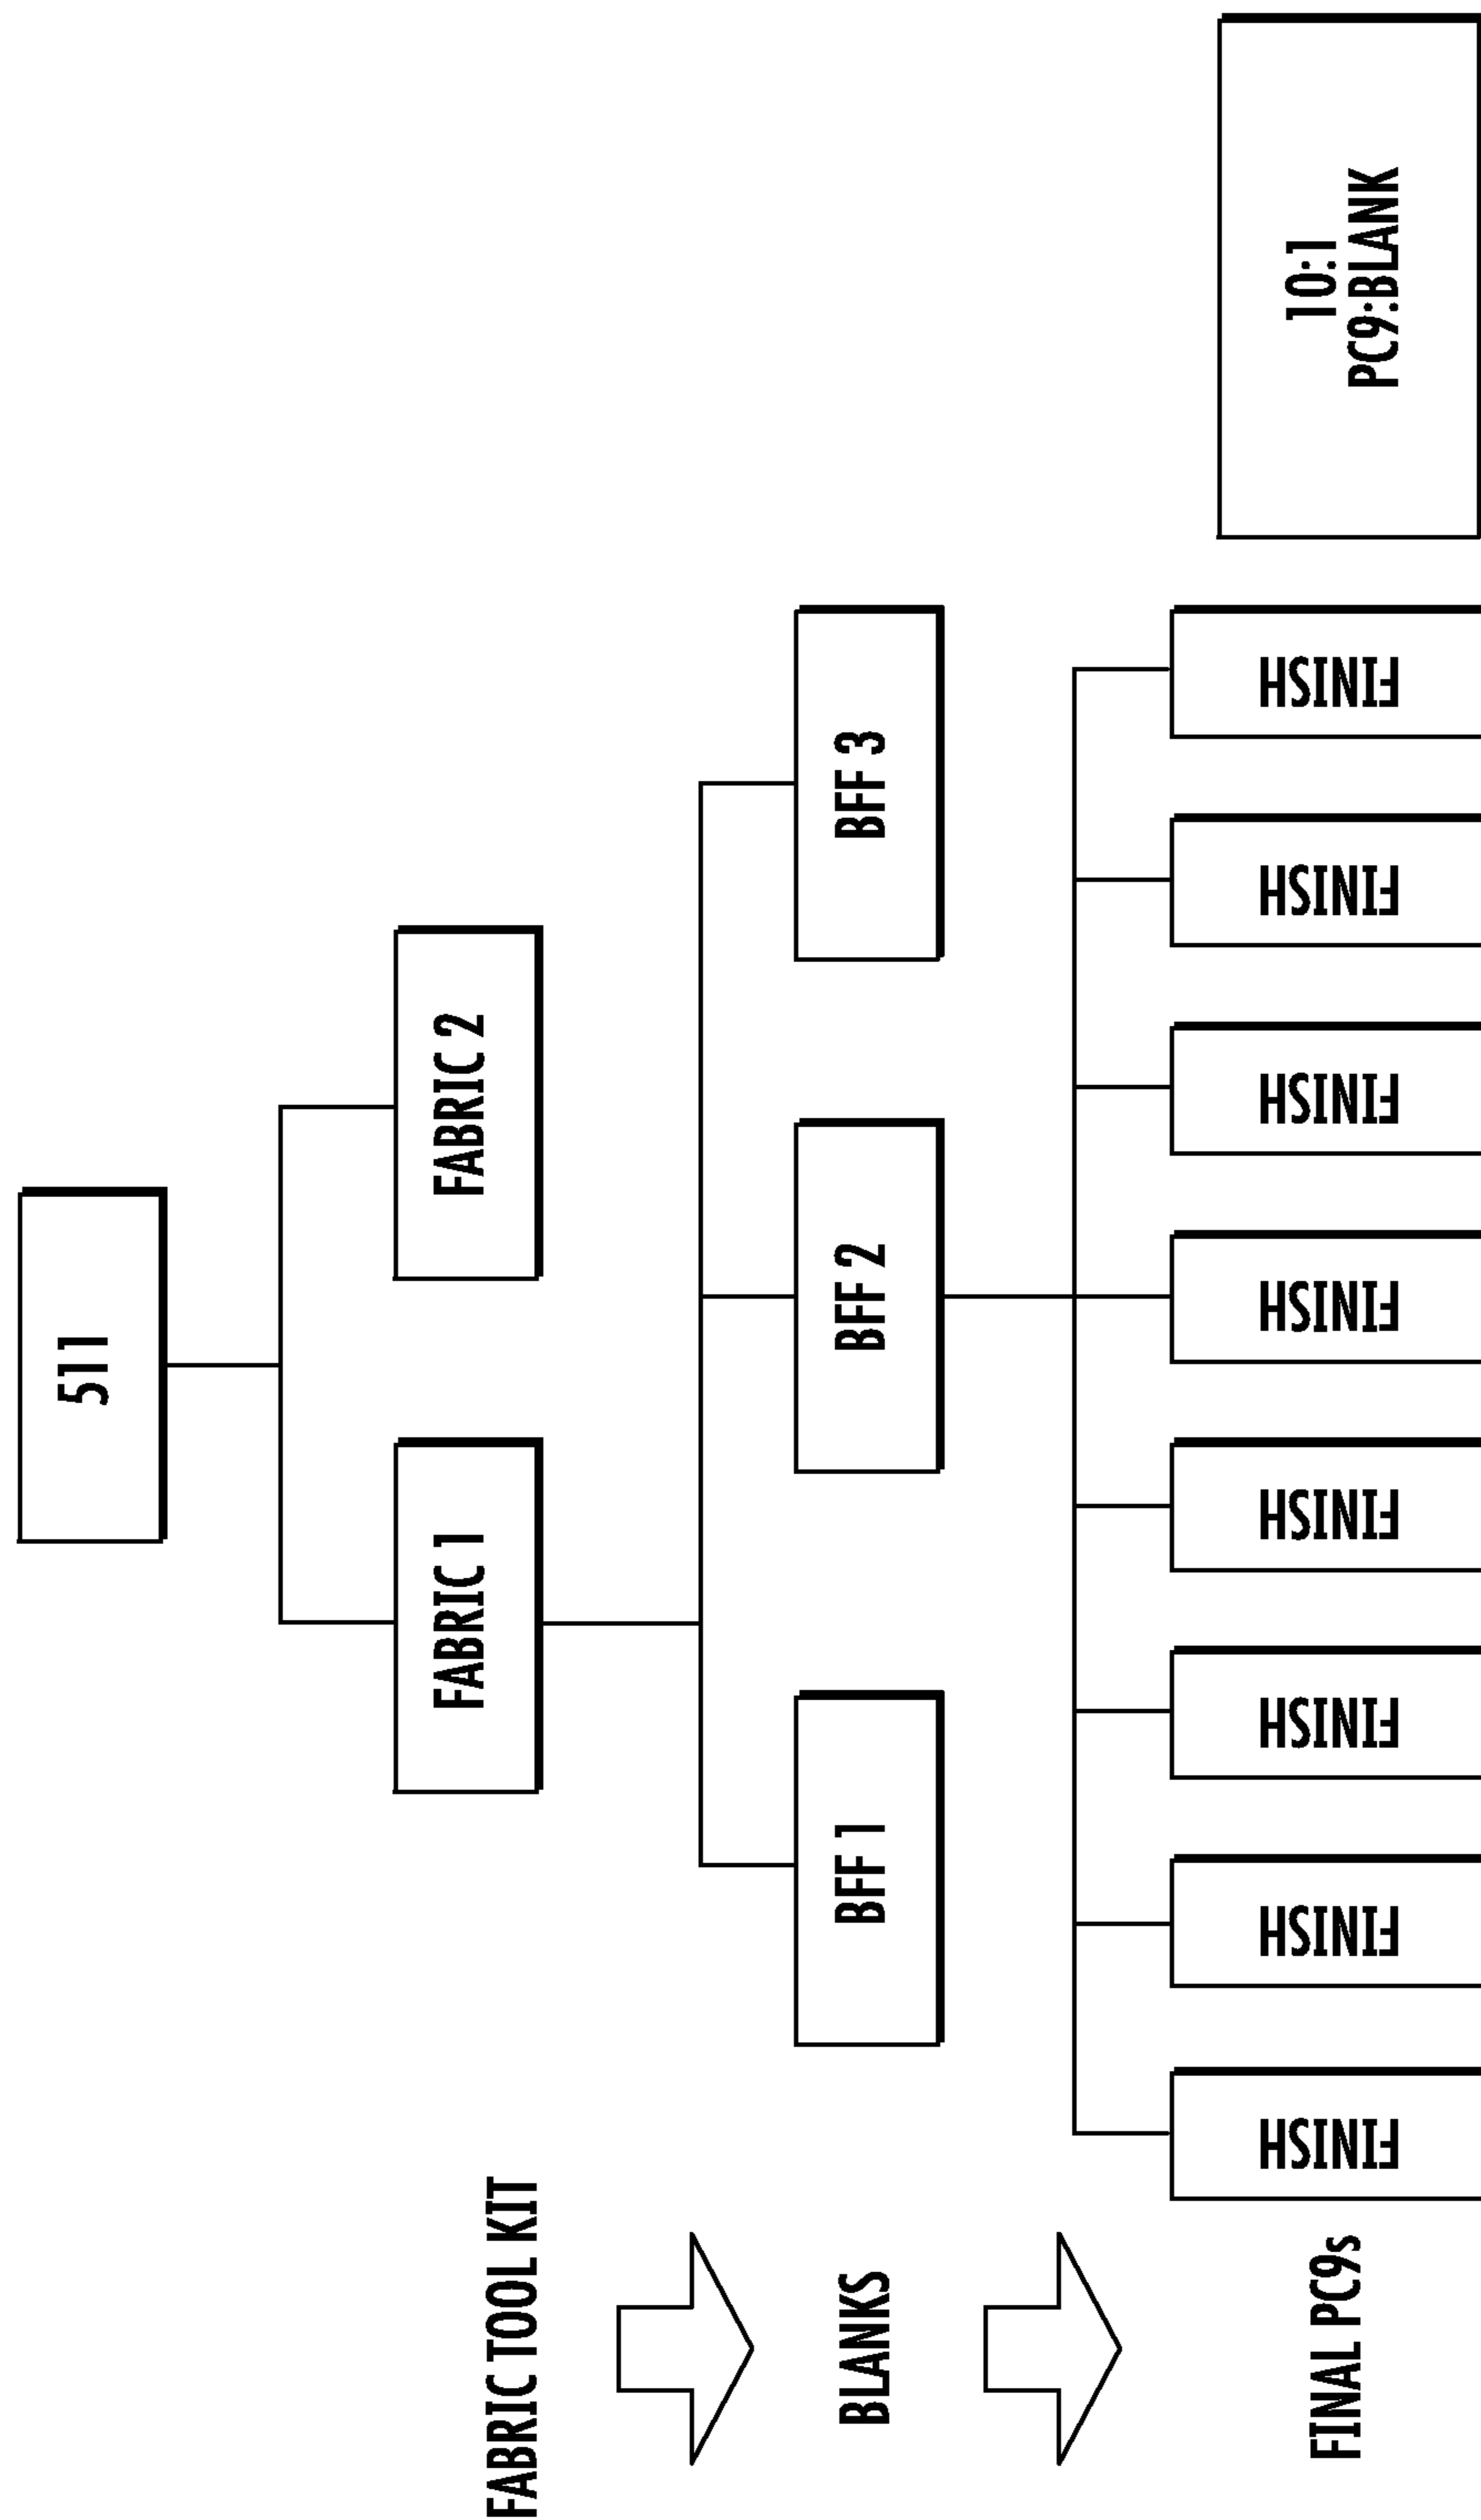 511
FABRIC TOOL KIT
FABRIC 1
FABRIC 2
BLANKS
BFF 1
BFF 2
BFF 3
FINAL PC9s
FINISH
FINISH
FINISH
FINISH
FINISH
FINISH
FINISH
FINISH
10:1
PC9:BLANK